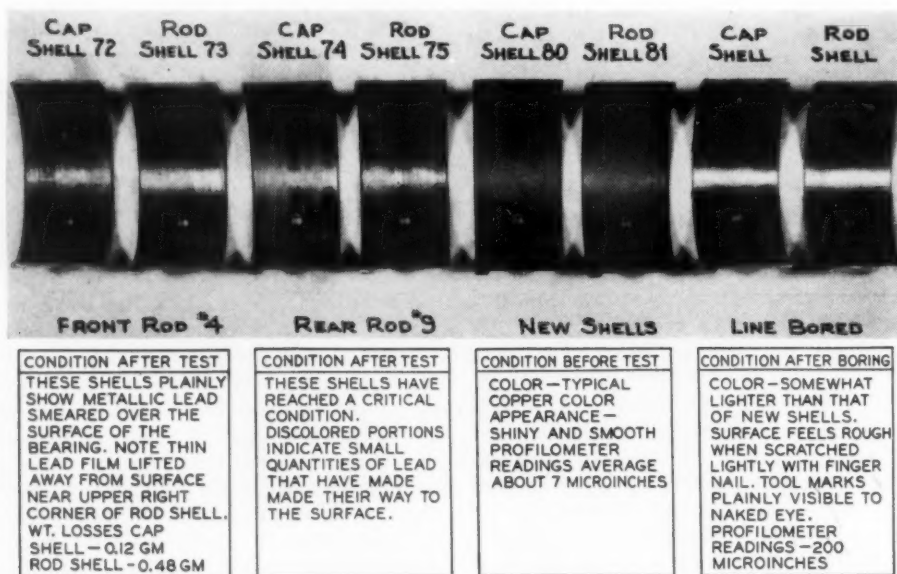 CAP SHELL 72
ROD SHELL 73
CAP SHELL 74
ROD SHELL 75
CAP SHELL 80
ROD SHELL 81
CAP SHELL
ROD SHELL
FRONT ROD #4
REAR ROD #9
NEW SHELLS
LINE BORED
CONDITION AFTER TEST
THESE SHELLS PLAINLY
SHOW METALLIC LEAD
SMEARED OVER THE
SURFACE OF THE
BEARING. NOTE THIN
LEAD FILM LIFTED
AWAY FROM SURFACE
NEAR UPPER RIGHT
CORNER OF ROD SHELL.
WT. LOSSES CAP
SHELL – 0.12 GM
ROD SHELL – 0.48 GM
CONDITION AFTER TEST
THESE SHELLS HAVE
REACHED A CRITICAL
CONDITION.
DISCOLORED PORTIONS
INDICATE SMALL
QUANTITIES OF LEAD
THAT HAVE MADE
MADE THEIR WAY TO
THE SURFACE.
CONDITION BEFORE TEST
COLOR – TYPICAL
COPPER COLOR
APPEARANCE –
SHINY AND SMOOTH
PROFILOMETER
READINGS AVERAGE
ABOUT 7 MICROINCHES
CONDITION AFTER BORING
COLOR – SOMEWHAT
LIGHTER THAN THAT
OF NEW SHELLS.
SURFACE FEELS ROUGH
WHEN SCRATCHED
LIGHTLY WITH FINGER
NAIL. TOOL MARKS
PLAINLY VISIBLE TO
NAKED EYE.
PROFILOMETER
READINGS – 200
MICROINCHES